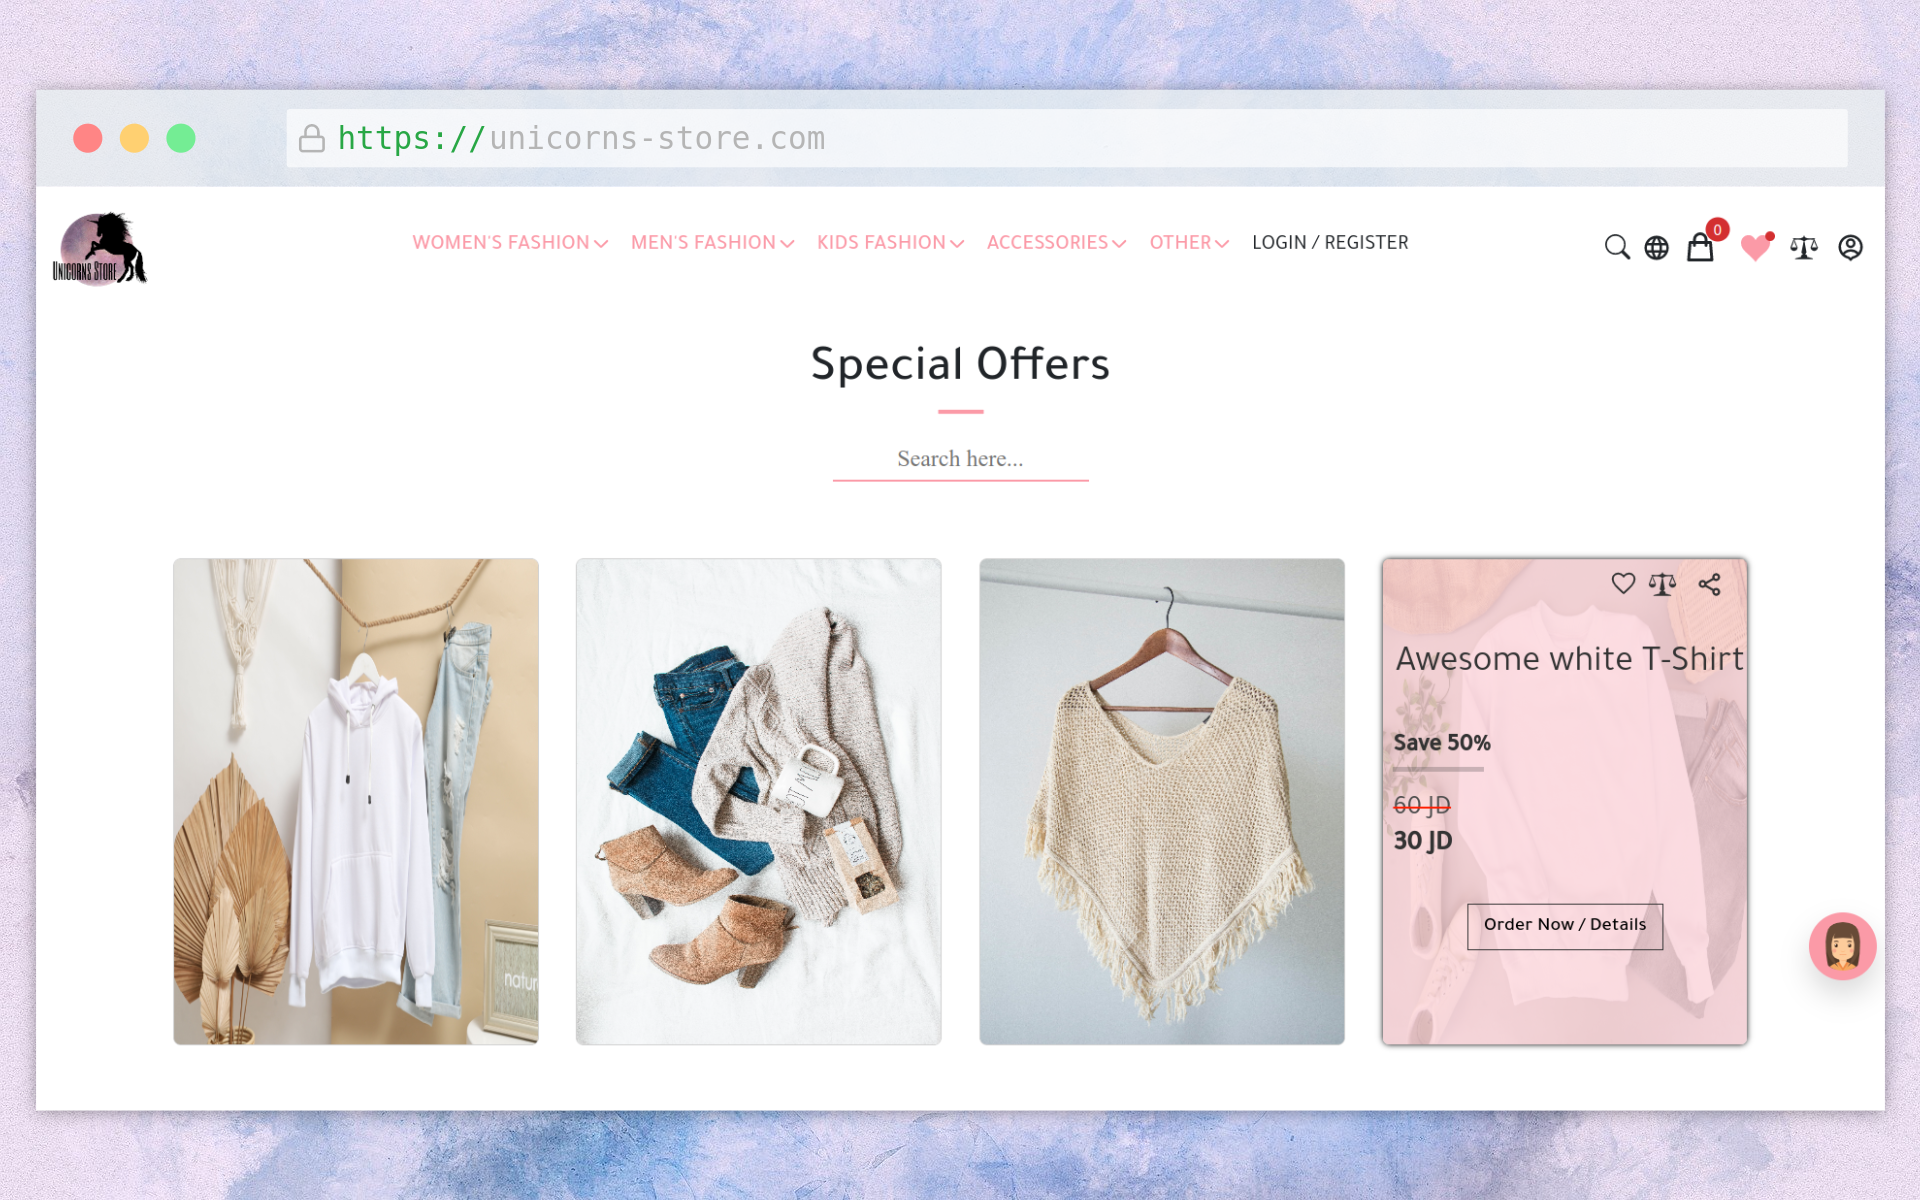 https://unicorns-store.com
UNICORNS STORE
WOMEN'S FASHION
MEN'S FASHION
KIDS FASHION
ACCESSORIES
OTHER
LOGIN / REGISTER
0
Special Offers
Search here...
Awesome white T-Shirt
Save 50%
60 JD
30 JD
Order Now / Details
natur